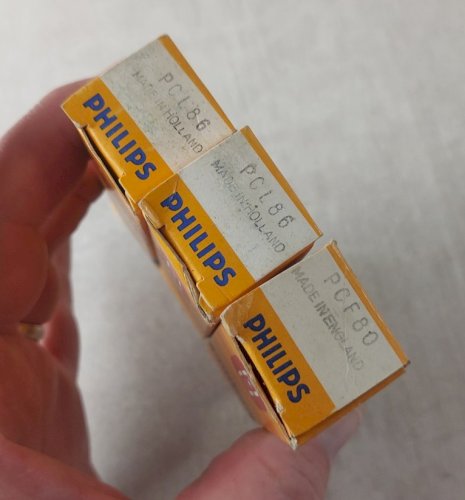 PCL86
MADE IN HOLLAND
PHILIPS
PCL86
MADE IN HOLLAND
PHILIPS
PCF80
MADE IN ENGLAND
PHILIPS